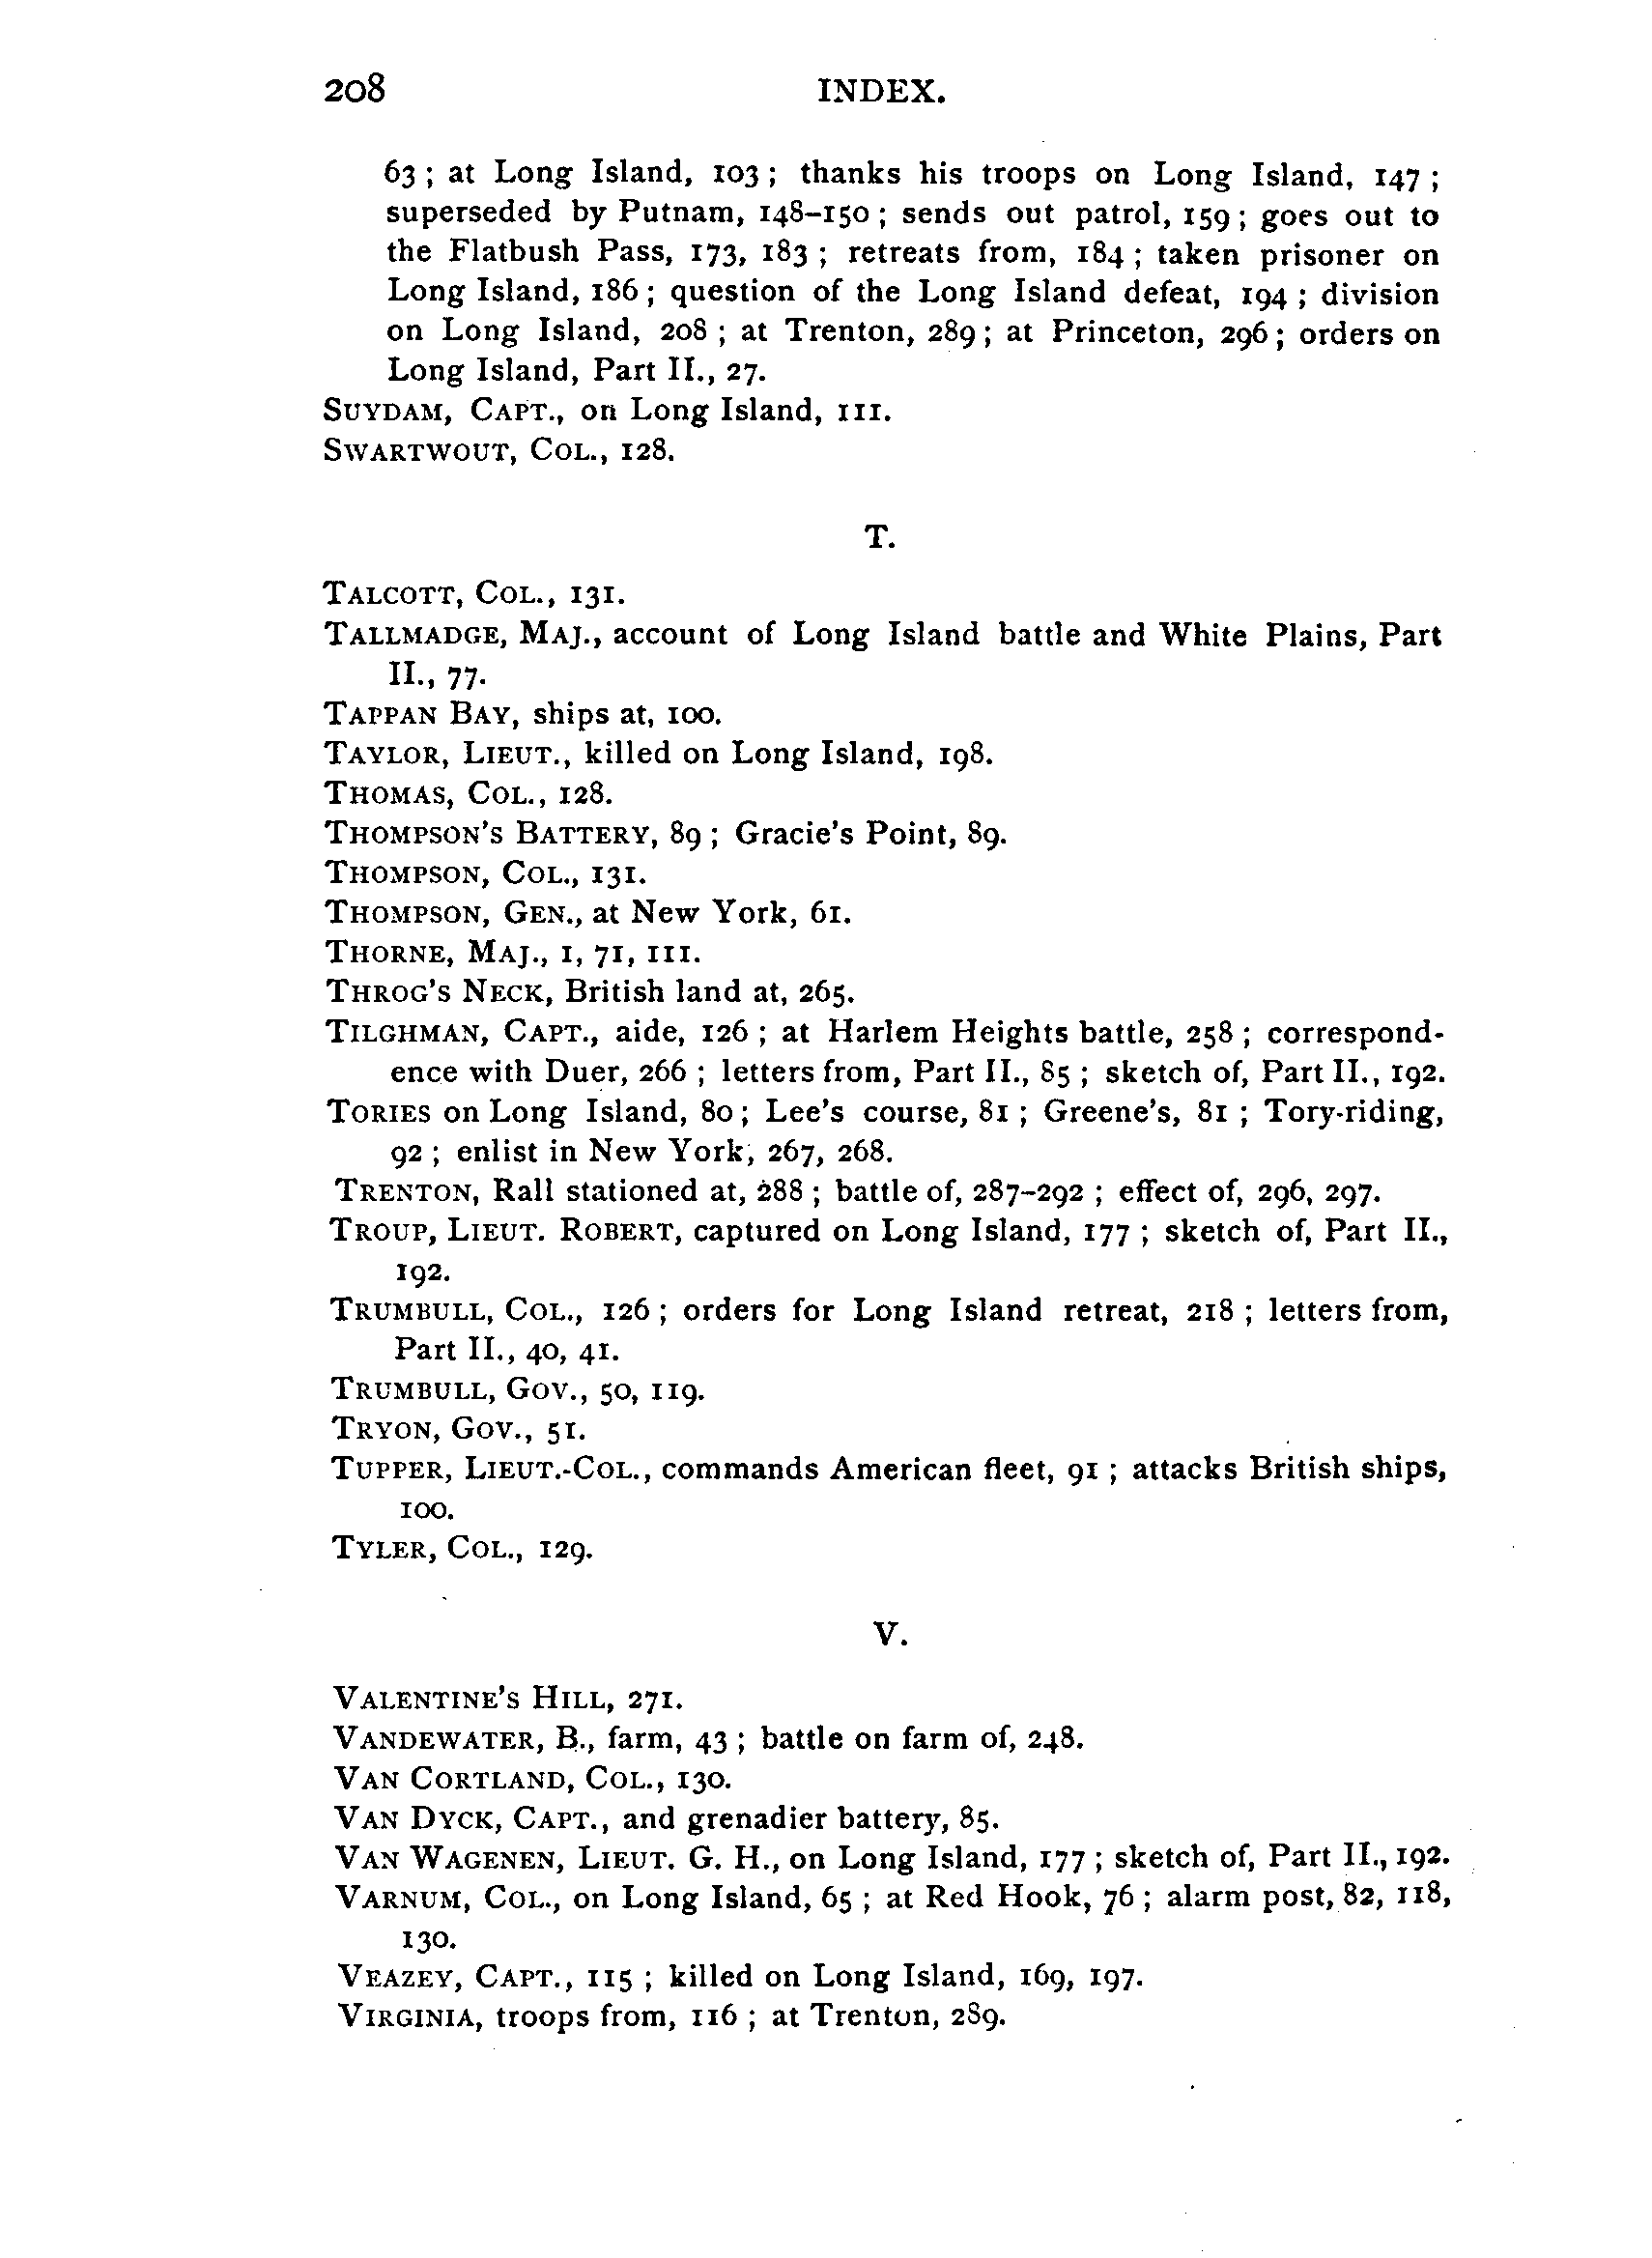 208 INDEX.
63 ; at Long Island, 103 ; thanks his troops on Long Island, 147 ;
superseded by Putnam, 148–150 ; sends out patrol, 159 ; goes out to
the Flatbush Pass, 173, 183 ; retreats from, 184 ; taken prisoner on
Long Island, 186 ; question of the Long Island defeat, 194 ; division
on Long Island, 208 ; at Trenton, 289 ; at Princeton, 296 ; orders on
Long Island, Part II., 27.
SUYDAM, CAPT., on Long Island, 111.
SWARTWOUT, COL., 128.
T.
TALCOTT, COL., 131.
TALLMADGE, MAJ., account of Long Island battle and White Plains, Part
II., 77.
TAPPAN BAY, ships at, 100.
TAYLOR, LIEUT., killed on Long Island, 198.
THOMAS, COL., 128.
THOMPSON'S BATTERY, 89 ; Gracie's Point, 89.
THOMPSON, COL., 131.
THOMPSON, GEN., at New York, 61.
THORNE, MAJ., 1, 71, 111.
THROG'S NECK, British land at, 265.
TILGHMAN, CAPT., aide, 126 ; at Harlem Heights battle, 258 ; correspond-
ence with Duer, 266 ; letters from, Part II., 85 ; sketch of, Part II., 192.
TORIES on Long Island, 80 ; Lee's course, 81 ; Greene's, 81 ; Tory-riding,
92 ; enlist in New York, 267, 268.
TRENTON, Rall stationed at, 288 ; battle of, 287–292 ; effect of, 296, 297.
TROUP, LIEUT. ROBERT, captured on Long Island, 177 ; sketch of, Part II.,
192.
TRUMBULL, COL., 126 ; orders for Long Island retreat, 218 ; letters from,
Part II., 40, 41.
TRUMBULL, GOV., 50, 119.
TRYON, GOV., 51.
TUPPER, LIEUT.-COL., commands American fleet, 91 ; attacks British ships,
100.
TYLER, COL., 129.
V.
VALENTINE'S HILL, 271.
VANDEWATER, B., farm, 43 ; battle on farm of, 248.
VAN CORTLAND, COL., 130.
VAN DYCK, CAPT., and grenadier battery, 85.
VAN WAGENEN, LIEUT. G. H., on Long Island, 177 ; sketch of, Part II., 192.
VARNUM, COL., on Long Island, 65 ; at Red Hook, 76 ; alarm post, 82, 118,
130.
VEAZEY, CAPT., 115 ; killed on Long Island, 169, 197.
VIRGINIA, troops from, 116 ; at Trenton, 289.